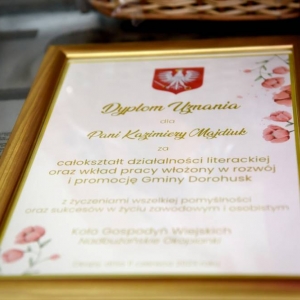 Dyplom Uznania
dla
Pani Kazimiery Majdiuk
za
całokształt działalności literackiej
oraz wkład pracy włożony w rozwój
i promocję Gminy Dorohusk
z życzeniami wszelkiej pomyślności
oraz sukcesów w życiu zawodowym i osobistym
Koło Gospodyń Wiejskich
Nadbużańskie